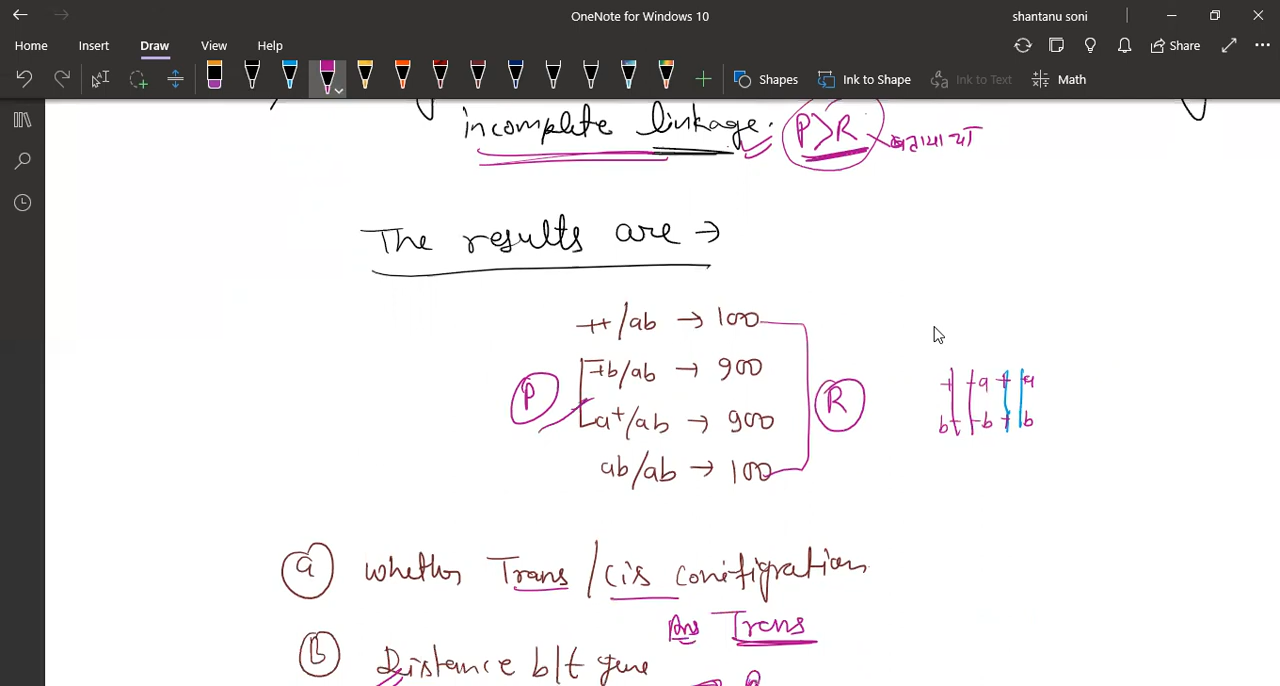 OneNote for Windows 10
shantanu soni
Home Insert Draw View Help
Share
Shapes Ink to Shape Ink to Text Math
incomplete linkage. P>R
The results are →
++/ab → 100
+b/ab → 900
P R
a+/ab → 900
ab/ab → 100
+ + a + a
b + b + b
a whether Trans/cis configration
Ans Trans
b Distance b/t gene